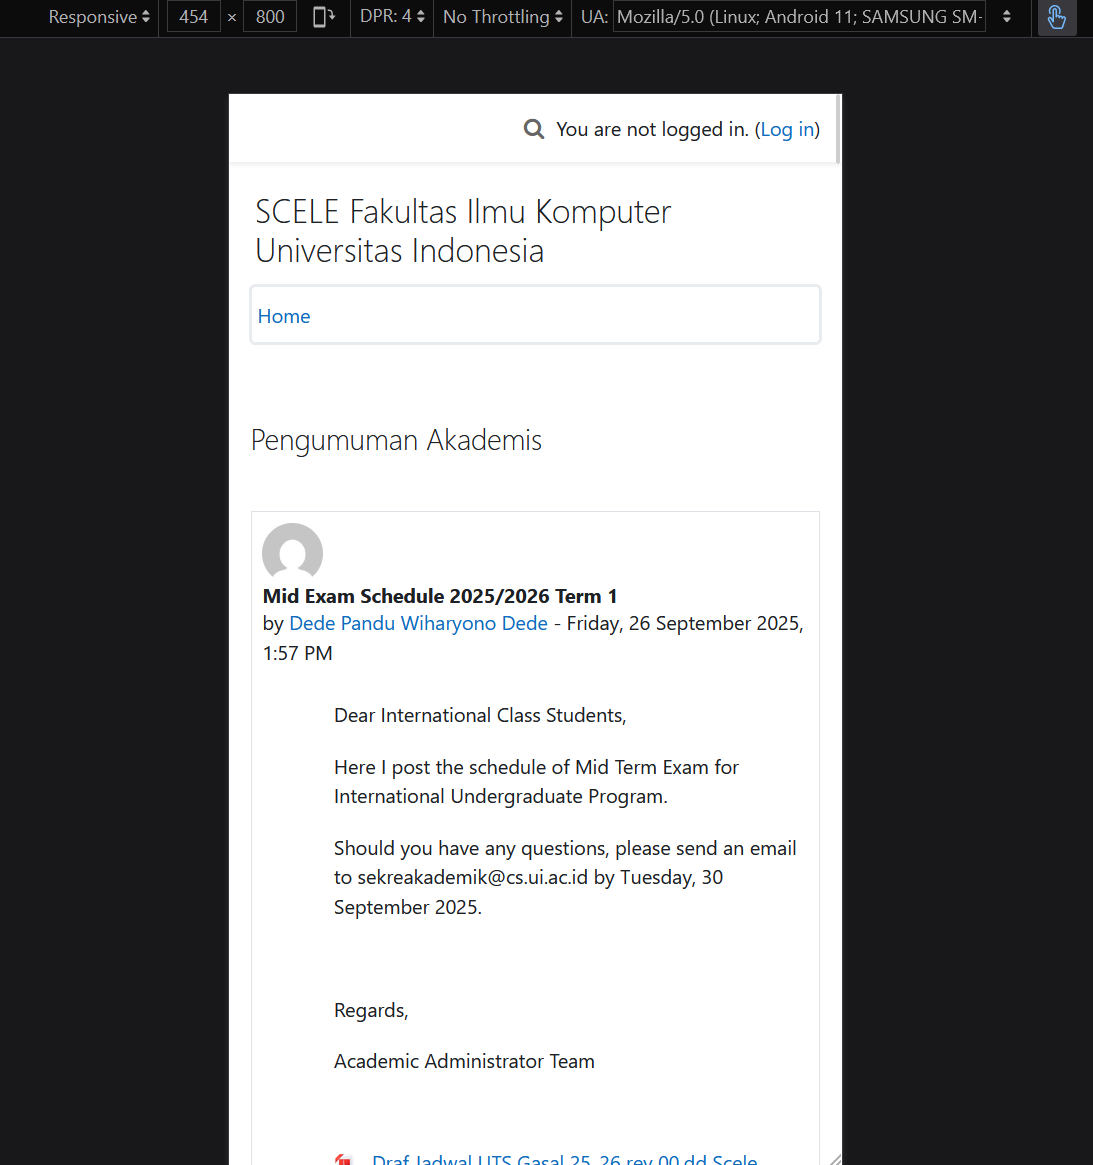 Responsive 454 × 800 DPR: 4 No Throttling UA: Mozilla/5.0 (Linux; Android 11; SAMSUNG SM-
You are not logged in. (Log in)
SCELE Fakultas Ilmu Komputer
Universitas Indonesia
Home
Pengumuman Akademis
Mid Exam Schedule 2025/2026 Term 1
by Dede Pandu Wiharyono Dede - Friday, 26 September 2025,
1:57 PM
Dear International Class Students,
Here I post the schedule of Mid Term Exam for
International Undergraduate Program.
Should you have any questions, please send an email
to sekreakademik@cs.ui.ac.id by Tuesday, 30
September 2025.
Regards,
Academic Administrator Team
Draf Jadwal UTS Gasal 25_26 rev 00 dd Scele